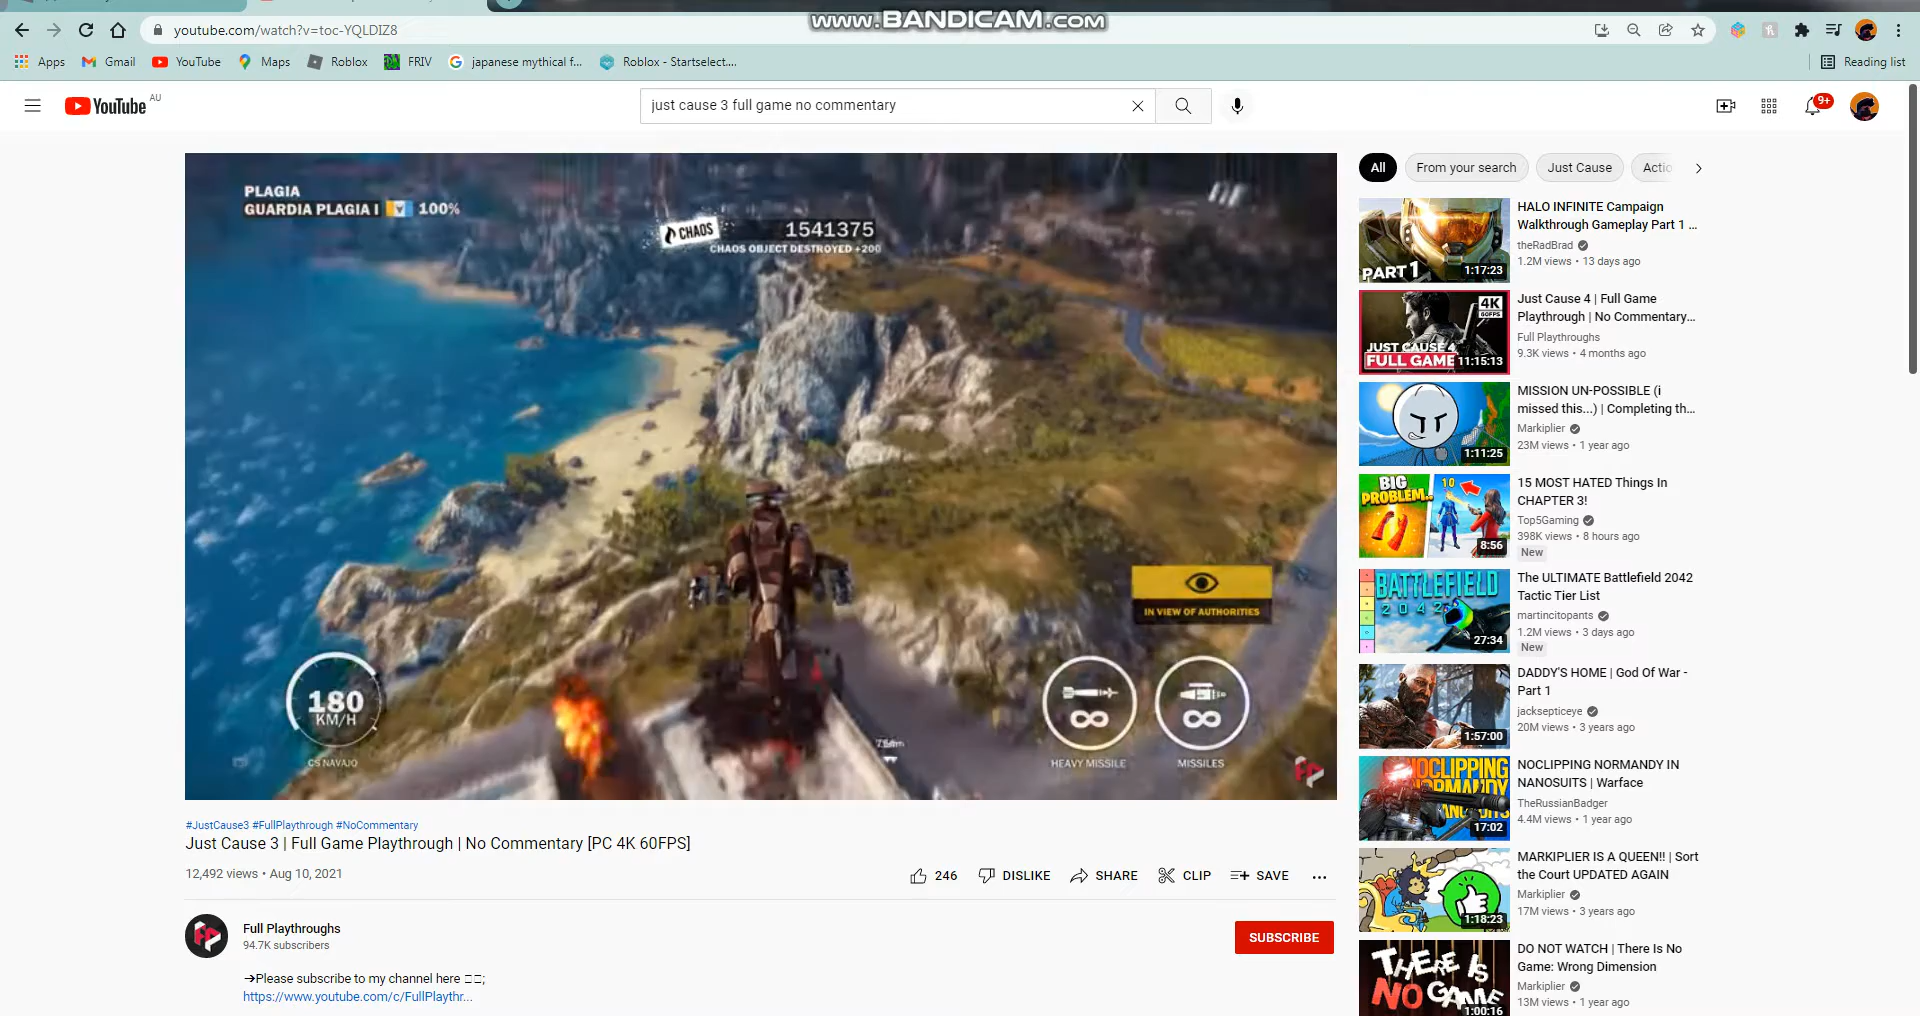 www.BANDICAM.com
youtube.com/watch?v=toc-YQLDIZ8
Apps Gmail YouTube Maps Roblox FRIV japanese mythical f... Roblox - Startselect.... Reading list
YouTube AU
just cause 3 full game no commentary
9+
PLAGIA
GUARDIA PLAGIA I 100%
CHAOS 1541375
CHAOS OBJECT DESTROYED +200
IN VIEW OF AUTHORITIES
180
KM/H
CS NAVAJO
HEAVY MISSILE
MISSILES
#JustCause3 #FullPlaythrough #NoCommentary
Just Cause 3 | Full Game Playthrough | No Commentary [PC 4K 60FPS]
12,492 views • Aug 10, 2021
246 DISLIKE SHARE CLIP SAVE
Full Playthroughs
94.7K subscribers
SUBSCRIBE
→Please subscribe to my channel here □□;
https://www.youtube.com/c/FullPlaythr...
All From your search Just Cause Actio
PART 1
1:17:23
HALO INFINITE Campaign
Walkthrough Gameplay Part 1 ...
theRadBrad
1.2M views • 13 days ago
4K
60FPS
JUST CAUSE 4
FULL GAME
11:15:13
Just Cause 4 | Full Game
Playthrough | No Commentary...
Full Playthroughs
9.3K views • 4 months ago
1:11:25
MISSION UN-POSSIBLE (i
missed this...) | Completing th...
Markiplier
23M views • 1 year ago
BIG
PROBLEM..
10
8:56
15 MOST HATED Things In
CHAPTER 3!
Top5Gaming
398K views • 8 hours ago
New
BATTLEFIELD
2042
27:34
The ULTIMATE Battlefield 2042
Tactic Tier List
martincitopants
1.2M views • 3 days ago
New
1:57:00
DADDY'S HOME | God Of War -
Part 1
jacksepticeye
20M views • 3 years ago
NOCLIPPING
NORMANDY
17:02
NOCLIPPING NORMANDY IN
NANOSUITS | Warface
TheRussianBadger
4.4M views • 1 year ago
1:18:23
MARKIPLIER IS A QUEEN!! | Sort
the Court UPDATED AGAIN
Markiplier
17M views • 3 years ago
THERE IS
NO GAME
1:00:16
DO NOT WATCH | There Is No
Game: Wrong Dimension
Markiplier
13M views • 1 year ago